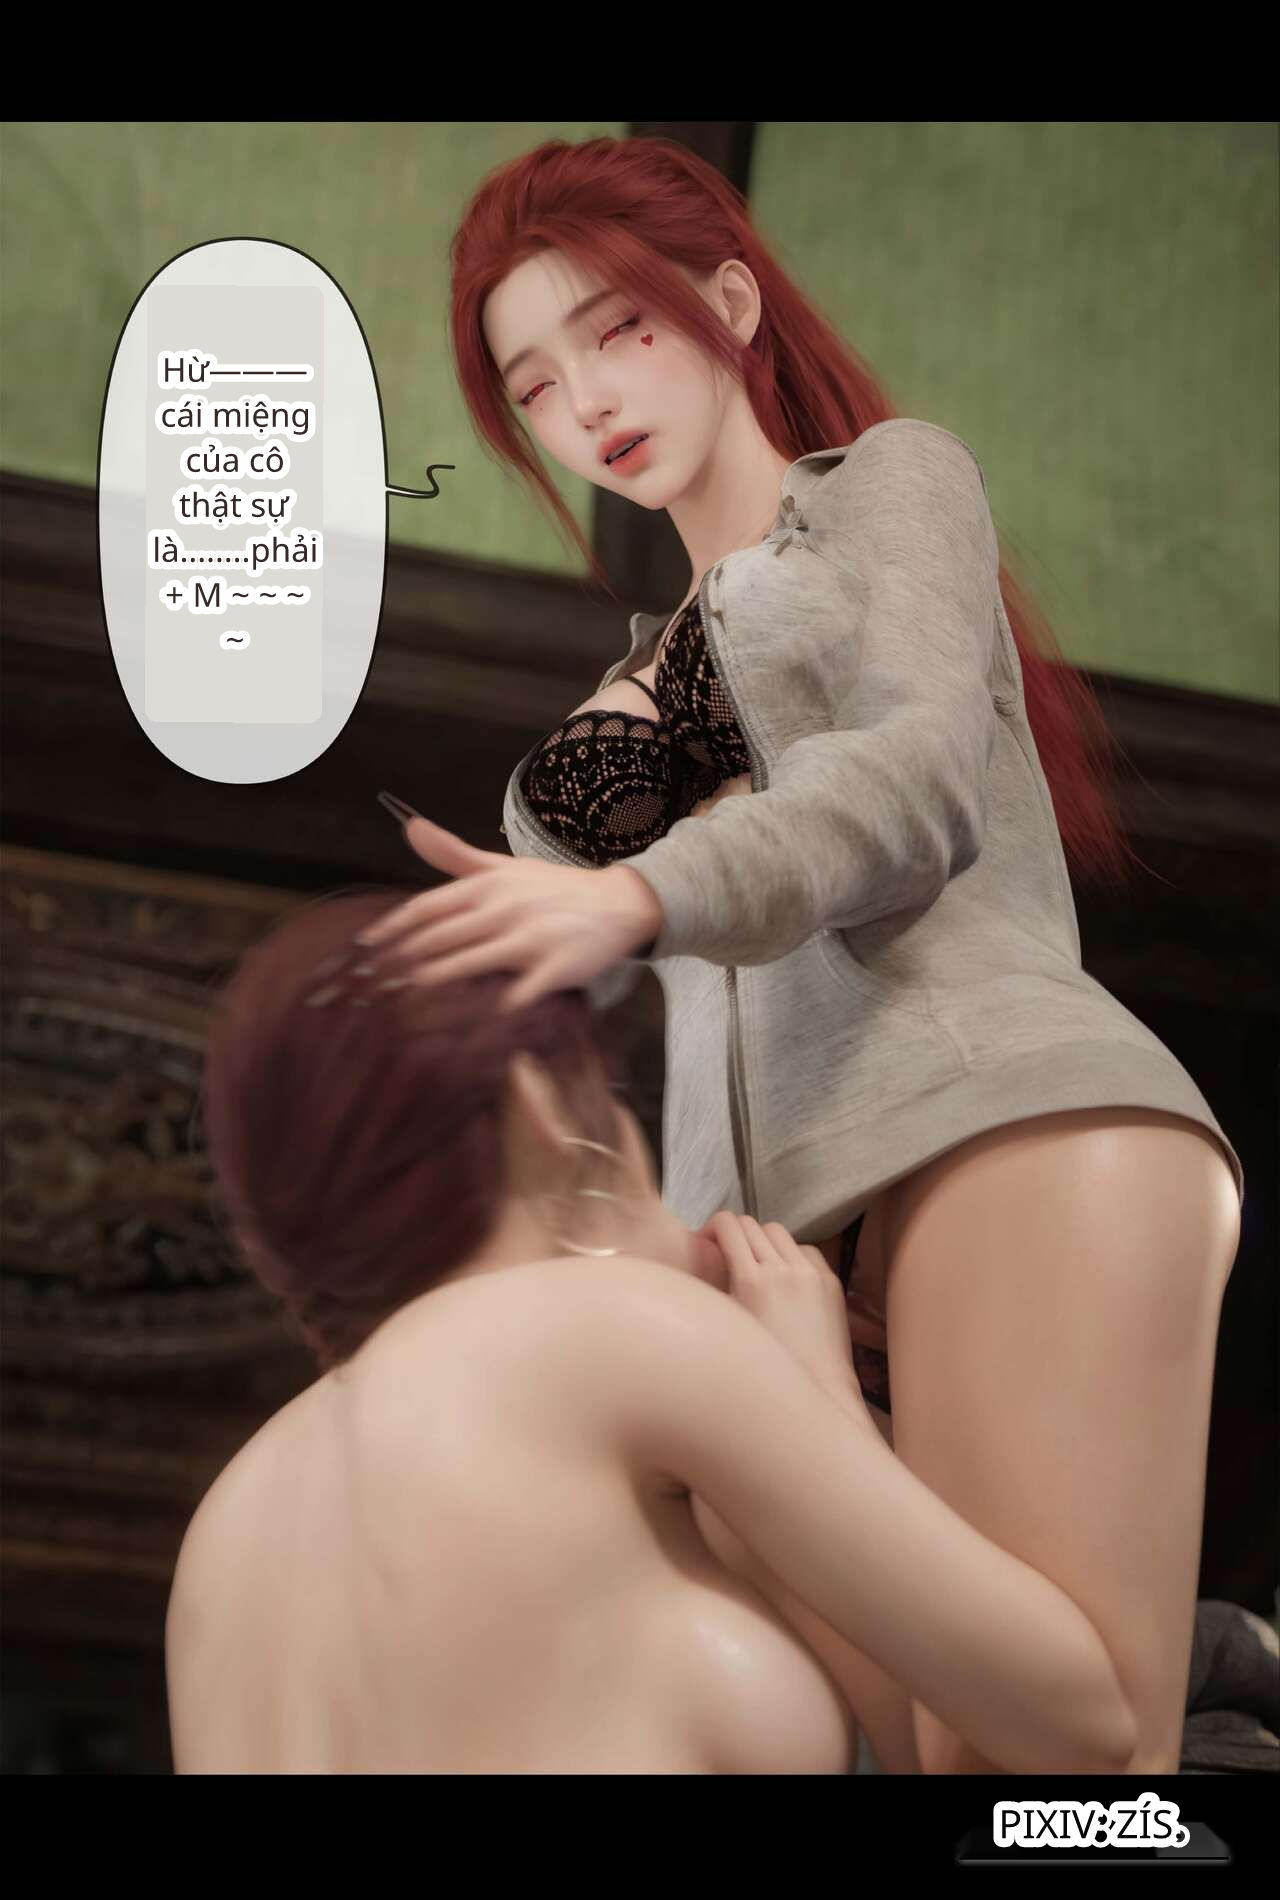 Hừ———
cái miệng
của cô
thật sự
là........phải
+ M ~ ~ ~
~
PIXIV:ZÍS,